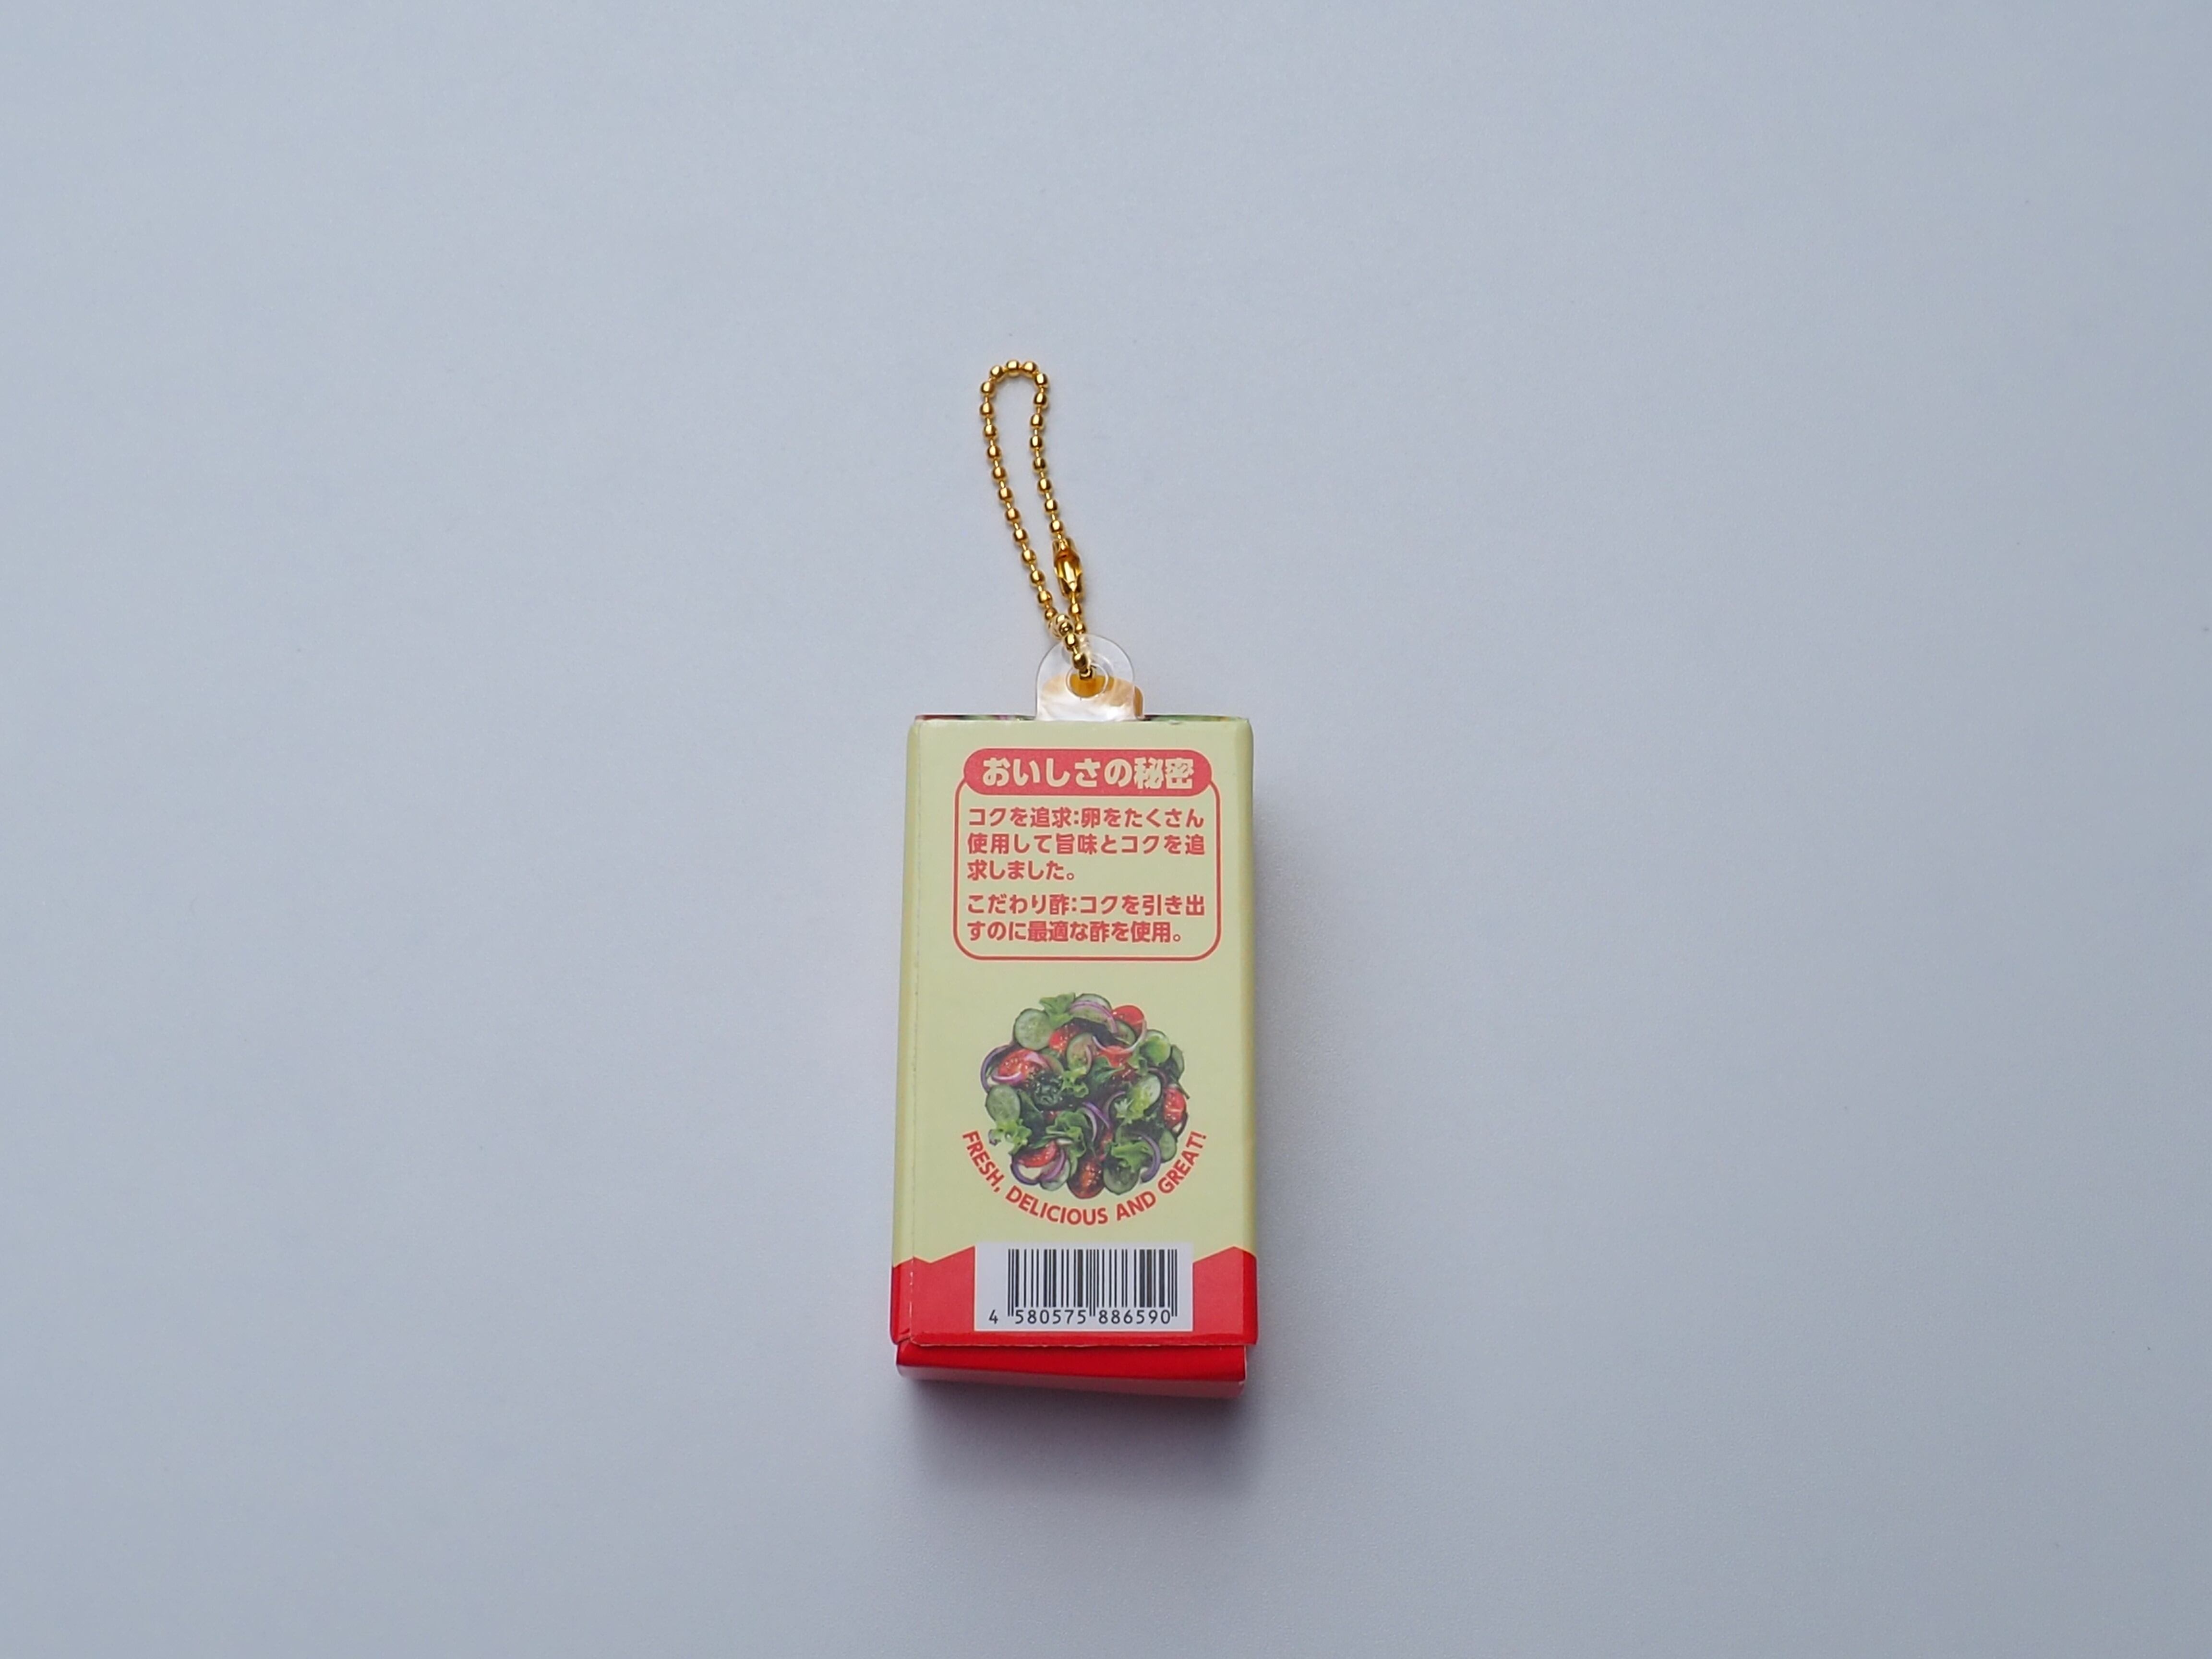 おいしさの秘密
コクを追求:卵をたくさん
使用して旨味とコクを追
求しました。
こだわり酢:コクを引き出
すのに最適な酢を使用。
FRESH, DELICIOUS AND GREAT!
4 580575 886590